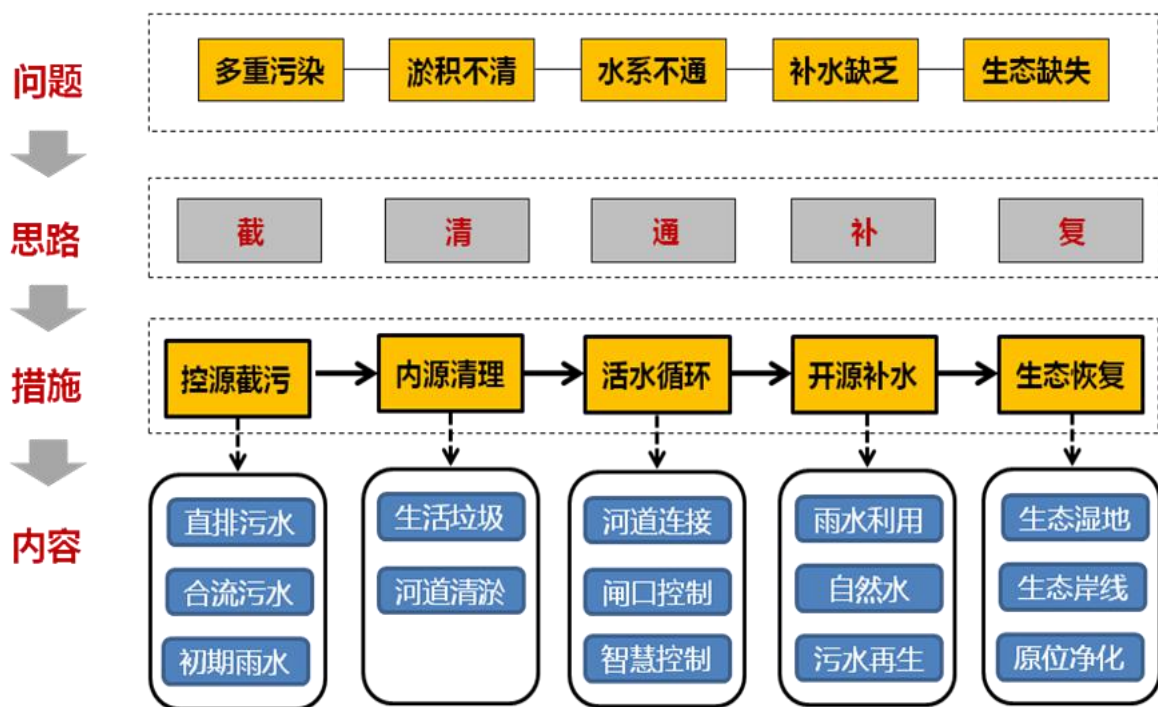 问题
多重污染
淤积不清
水系不通
补水缺乏
生态缺失
思路
截
清
通
补
复
措施
控源截污
内源清理
活水循环
开源补水
生态恢复
内容
直排污水
合流污水
初期雨水
生活垃圾
河道清淤
河道连接
闸口控制
智慧控制
雨水利用
自然水
污水再生
生态湿地
生态岸线
原位净化